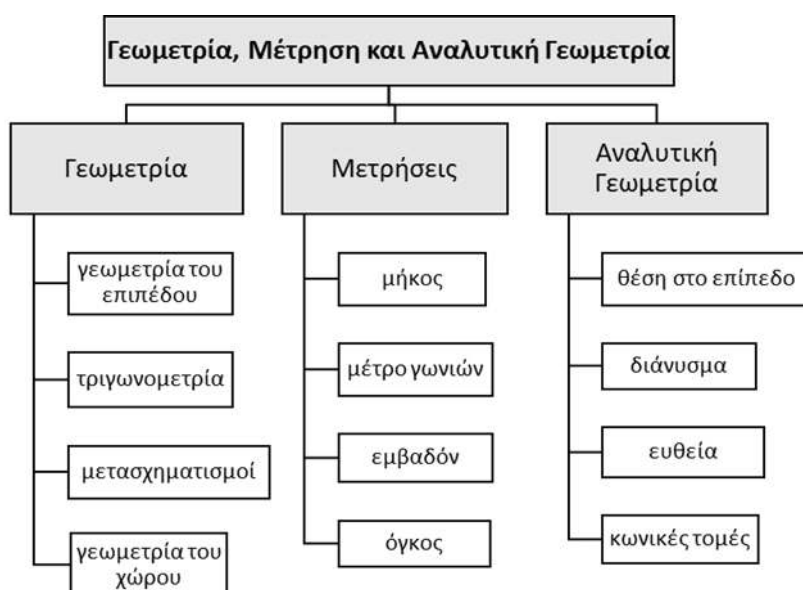 Γεωμετρία, Μέτρηση και Αναλυτική Γεωμετρία
Γεωμετρία
γεωμετρία του
επιπέδου
τριγωνομετρία
μετασχηματισμοί
γεωμετρία του
χώρου
Μετρήσεις
μήκος
μέτρο γωνιών
εμβαδόν
όγκος
Αναλυτική
Γεωμετρία
θέση στο επίπεδο
διάνυσμα
ευθεία
κωνικές τομές